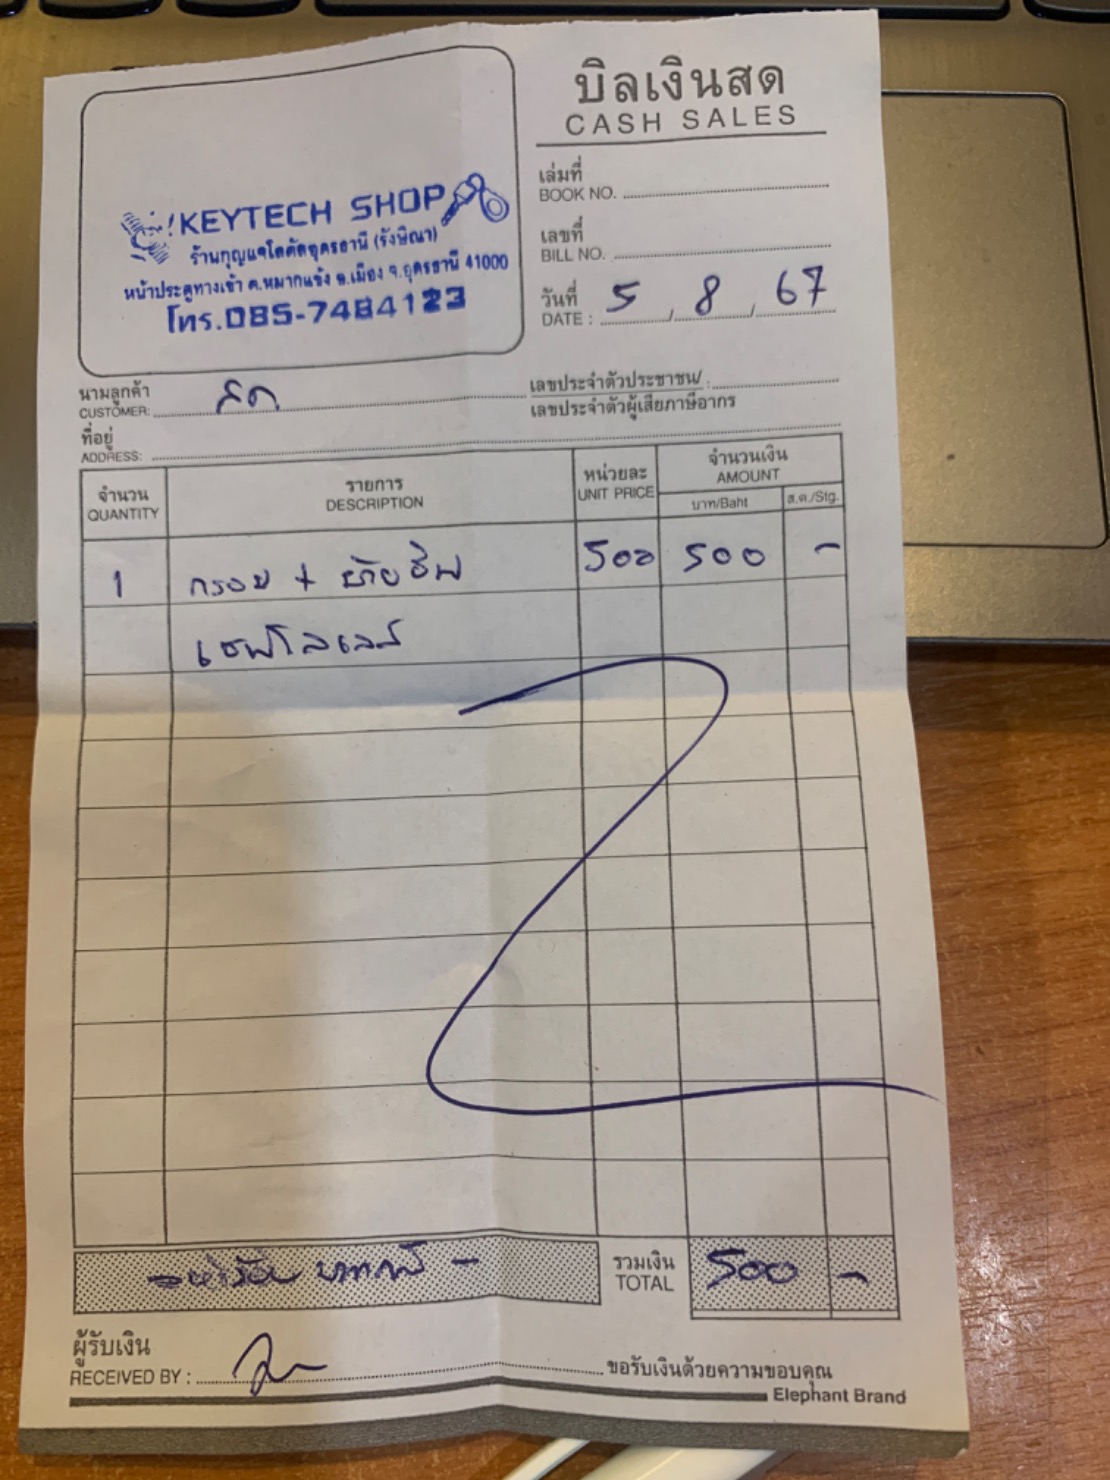 บิลเงินสด
CASH SALES
KEYTECH SHOP
ร้านกุญแจโตคัตอุดรธานี (รังษิณา)
หน้าประตูทางเข้า ต.หมากแข้ง อ.เมือง จ.อุดรธานี 41000
โทร.085-7484123
เล่มที่
BOOK NO.
เลขที่
BILL NO.
วันที่
DATE : 5 / 8 / 67
นามลูกค้า
CUSTOMER: สด
เลขประจำตัวประชาชน/ :
เลขประจำตัวผู้เสียภาษีอากร
ที่อยู่
ADDRESS:
จำนวน
QUANTITY
รายการ
DESCRIPTION
หน่วยละ
UNIT PRICE
จำนวนเงิน
AMOUNT
บาท/Baht
ส.ต./Stg.
1 กรอบ + ย้ายชิพ 500 500 -
เชฟโลเลต
- ห้าร้อยบาทถ้วน -
รวมเงิน
TOTAL
500 -
ผู้รับเงิน
RECEIVED BY :
ขอรับเงินด้วยความขอบคุณ
Elephant Brand